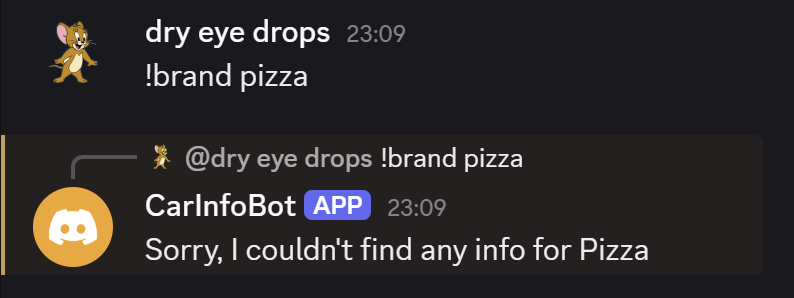 dry eye drops 23:09
!brand pizza
@dry eye drops !brand pizza
CarInfoBot APP 23:09
Sorry, I couldn't find any info for Pizza